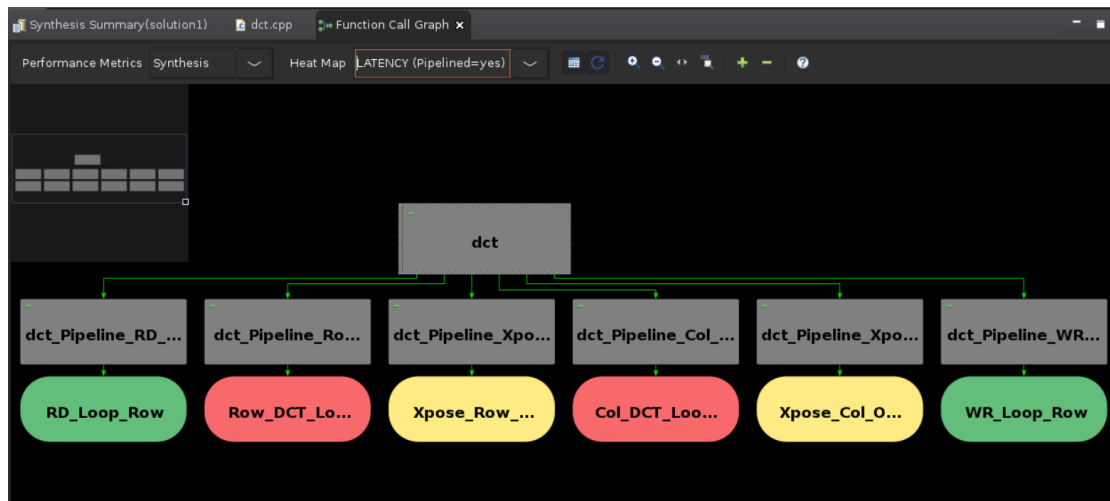 Synthesis Summary(solution1) dct.cpp Function Call Graph
Performance Metrics Synthesis Heat Map LATENCY (Pipelined=yes)
dct
dct_Pipeline_RD_... dct_Pipeline_Ro... dct_Pipeline_Xpo... dct_Pipeline_Col_... dct_Pipeline_Xpo... dct_Pipeline_WR...
RD_Loop_Row Row_DCT_Lo... Xpose_Row_... Col_DCT_Loo... Xpose_Col_O... WR_Loop_Row